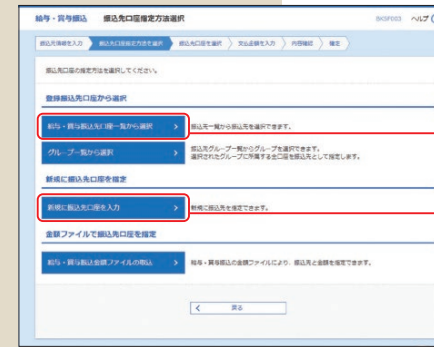 給与・賞与振込 振込先口座指定方法選択 BKSF003 ヘルプ
振込元情報を入力 振込先口座指定方法を選択 振込先口座を選択 支払金額を入力 内容確認 確定
振込先口座の指定方法を選択してください。
登録振込先口座から選択
給与・賞与振込先口座一覧から選択 振込先一覧から振込先を選択できます。
グループ一覧から選択 振込先グループ一覧からグループを選択できます。
選択されたグループに所属する全口座を振込先として指定します。
新規に振込先口座を指定
新規に振込先口座を入力 新規に振込先を指定できます。
金額ファイルで振込先口座を指定
給与・賞与振込金額ファイルの取込 給与・賞与振込の金額ファイルにより、振込先と金額を指定できます。
戻る